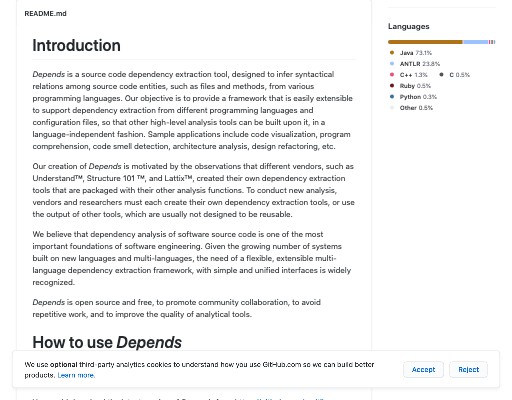 README.md
Introduction
Depends is a source code dependency extraction tool, designed to infer syntactical
relations among source code entities, such as files and methods, from various
programming languages. Our objective is to provide a framework that is easily extensible
to support dependency extraction from different programming languages and
configuration files, so that other high-level analysis tools can be built upon it, in a
language-independent fashion. Sample applications include code visualization, program
comprehension, code smell detection, architecture analysis, design refactoring, etc.
Our creation of Depends is motivated by the observations that different vendors, such as
Understand™, Structure 101 ™, and Lattix™, created their own dependency extraction
tools that are packaged with their other analysis functions. To conduct new analysis,
vendors and researchers must each create their own dependency extraction tools, or use
the output of other tools, which are usually not designed to be reusable.
We believe that dependency analysis of software source code is one of the most
important foundations of software engineering. Given the growing number of systems
built on new languages and multi-languages, the need of a flexible, extensible multi-
language dependency extraction framework, with simple and unified interfaces is widely
recognized.
Depends is open source and free, to promote community collaboration, to avoid
repetitive work, and to improve the quality of analytical tools.
How to use Depends
Languages
Java 73.1%
ANTLR 23.8%
C++ 1.3% C 0.5%
Ruby 0.5%
Python 0.3%
Other 0.5%
We use optional third-party analytics cookies to understand how you use GitHub.com so we can build better
products. Learn more.
Accept Reject